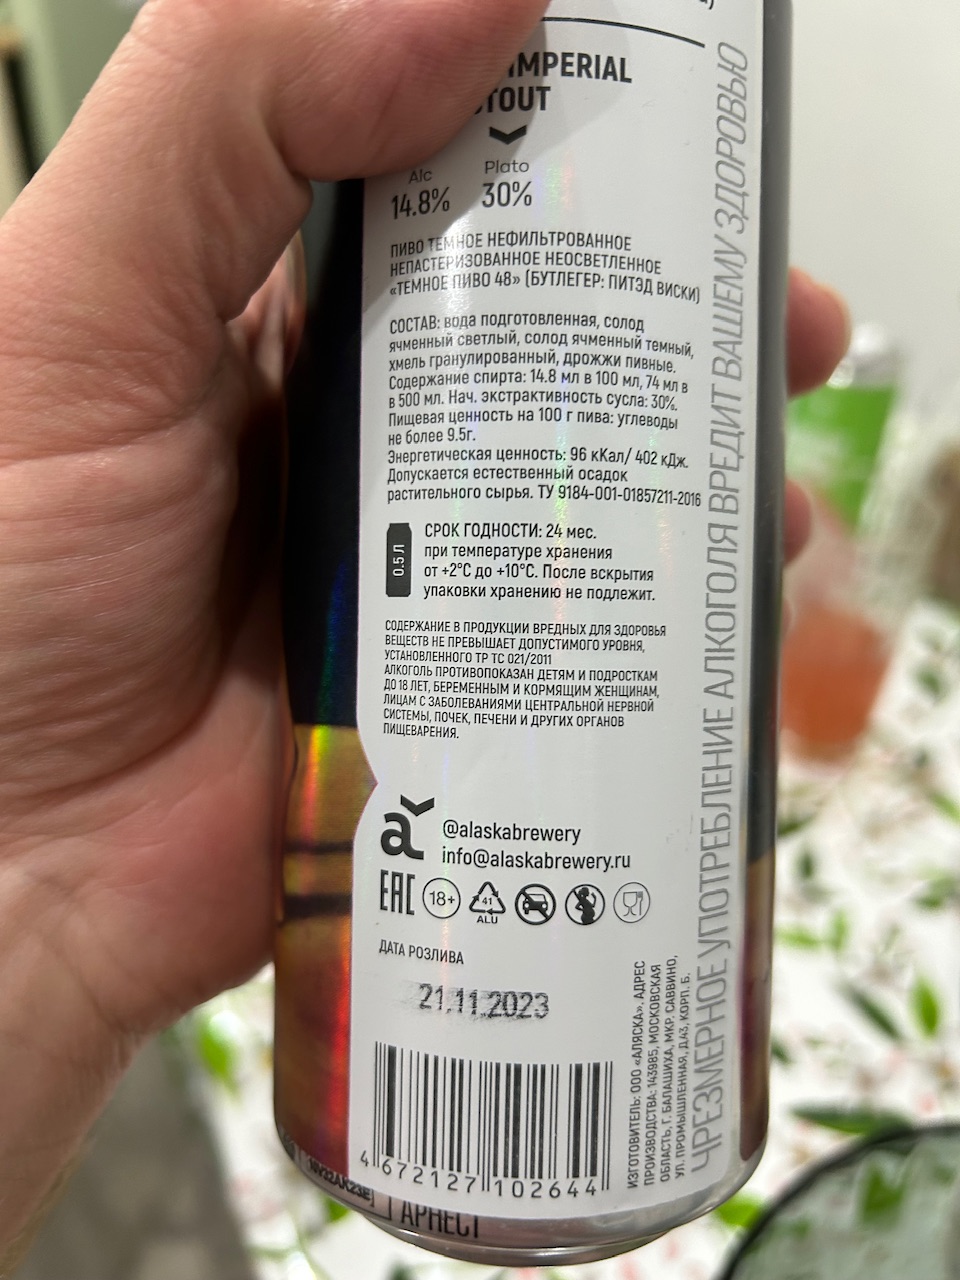 IMPERIAL
STOUT
Alc
Plato
14.8%
30%
ПИВО ТЕМНОЕ НЕФИЛЬТРОВАННОЕ
НЕПАСТЕРИЗОВАННОЕ НЕОСВЕТЛЕННОЕ
«ТЕМНОЕ ПИВО 48» (БУТЛЕГЕР: ПИТЭД ВИСКИ)
СОСТАВ: вода подготовленная, солод
ячменный светлый, солод ячменный темный,
хмель гранулированный, дрожжи пивные.
Содержание спирта: 14.8 мл в 100 мл, 74 мл в
в 500 мл. Нач. экстрактивность сусла: 30%.
Пищевая ценность на 100 г пива: углеводы
не более 9.5г.
Энергетическая ценность: 96 кКал/ 402 кДж.
Допускается естественный осадок
растительного сырья. ТУ 9184-001-01857211-2016
0.5 Л
СРОК ГОДНОСТИ: 24 мес.
при температуре хранения
от +2°С до +10°С. После вскрытия
упаковки хранению не подлежит.
СОДЕРЖАНИЕ В ПРОДУКЦИИ ВРЕДНЫХ ДЛЯ ЗДОРОВЬЯ
ВЕЩЕСТВ НЕ ПРЕВЫШАЕТ ДОПУСТИМОГО УРОВНЯ,
УСТАНОВЛЕННОГО ТР ТС 021/2011
АЛКОГОЛЬ ПРОТИВОПОКАЗАН ДЕТЯМ И ПОДРОСТКАМ
ДО 18 ЛЕТ, БЕРЕМЕННЫМ И КОРМЯЩИМ ЖЕНЩИНАМ,
ЛИЦАМ С ЗАБОЛЕВАНИЯМИ ЦЕНТРАЛЬНОЙ НЕРВНОЙ
СИСТЕМЫ, ПОЧЕК, ПЕЧЕНИ И ДРУГИХ ОРГАНОВ
ПИЩЕВАРЕНИЯ.
a
@alaskabrewery
info@alaskabrewery.ru
EAC
18+
41
ALU
ДАТА РОЗЛИВА
21.11.2023
4 672127 102644
ИЗГОТОВИТЕЛЬ: ООО «АЛЯСКА». АДРЕС
ПРОИЗВОДСТВА: 143985, МОСКОВСКАЯ
ОБЛАСТЬ, Г. БАЛАШИХА, МКР. САВВИНО,
УЛ. ПРОМЫШЛЕННАЯ, Д.43, КОРП. Б.
ЧРЕЗМЕРНОЕ УПОТРЕБЛЕНИЕ АЛКОГОЛЯ ВРЕДИТ ВАШЕМУ ЗДОРОВЬЮ
АРНЕСТ